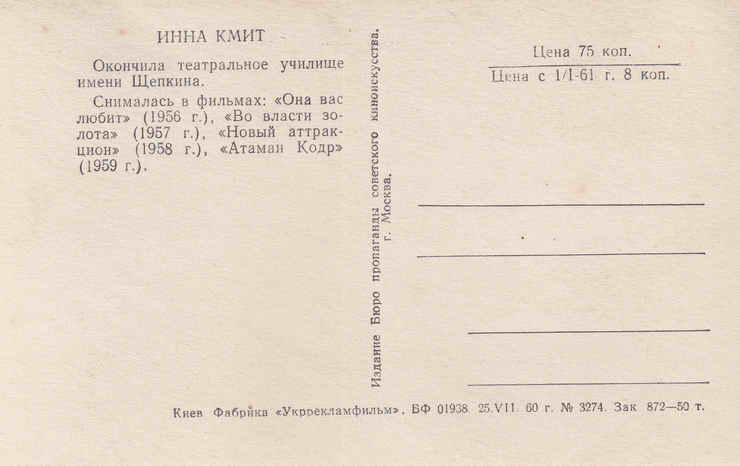 ИННА КМИТ
Окончила театральное училище
имени Щепкина.
Снималась в фильмах: «Она вас
любит» (1956 г.), «Во власти зо-
лота» (1957 г.), «Новый аттрак-
цион» (1958 г.), «Атаман Кодр»
(1959 г.).
Издание Бюро пропаганды советского киноискусства.
г. Москва.
Цена 75 коп.
Цена с 1/I-61 г. 8 коп.
Киев Фабрика «Укррекламфильм». БФ 01938. 25.VII. 60 г. № 3274. Зак 872—50 т.